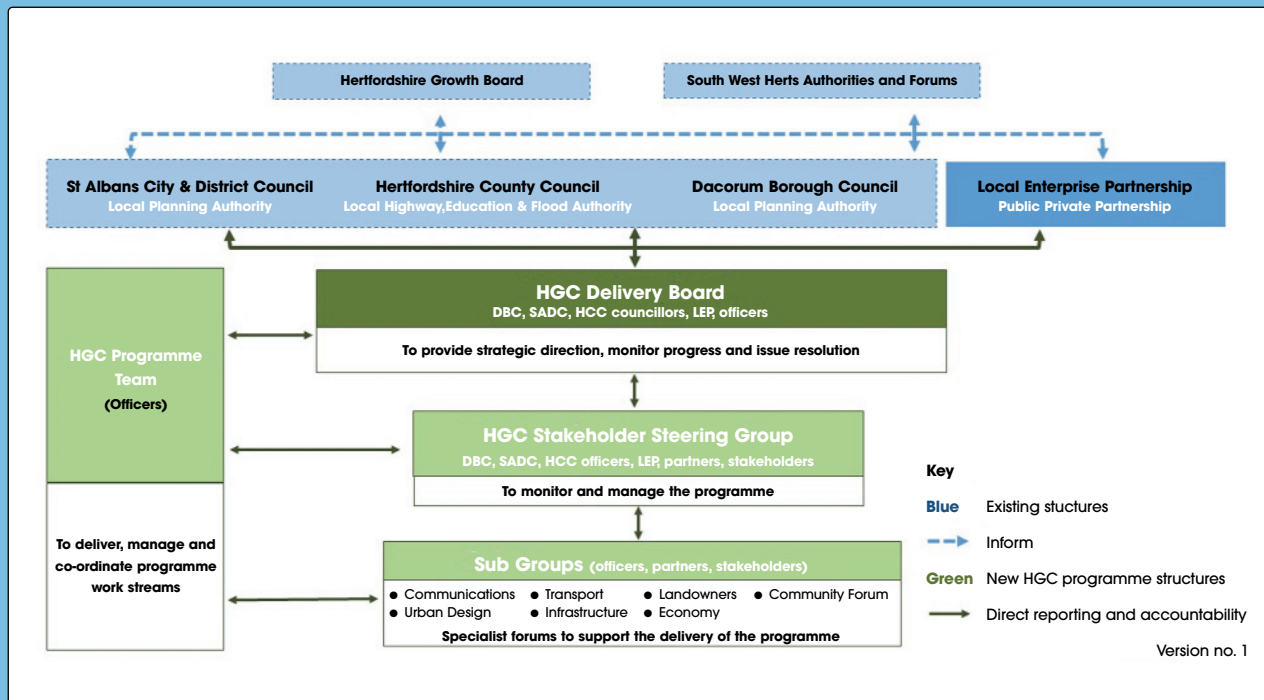 Hertfordshire Growth Board
South West Herts Authorities and Forums
St Albans City & District Council
Local Planning Authority
Hertfordshire County Council
Local Highway,Education & Flood Authority
Dacorum Borough Council
Local Planning Authority
Local Enterprise Partnership
Public Private Partnership
HGC Delivery Board
DBC, SADC, HCC councillors, LEP, officers
To provide strategic direction, monitor progress and issue resolution
HGC Programme
Team
(Officers)
To deliver, manage and
co-ordinate programme
work streams
HGC Stakeholder Steering Group
DBC, SADC, HCC officers, LEP, partners, stakeholders
To monitor and manage the programme
Sub Groups (officers, partners, stakeholders)
• Communications • Transport • Landowners • Community Forum
• Urban Design • Infrastructure • Economy
Specialist forums to support the delivery of the programme
Key
Blue Existing stuctures
Inform
Green New HGC programme structures
Direct reporting and accountability
Version no. 1